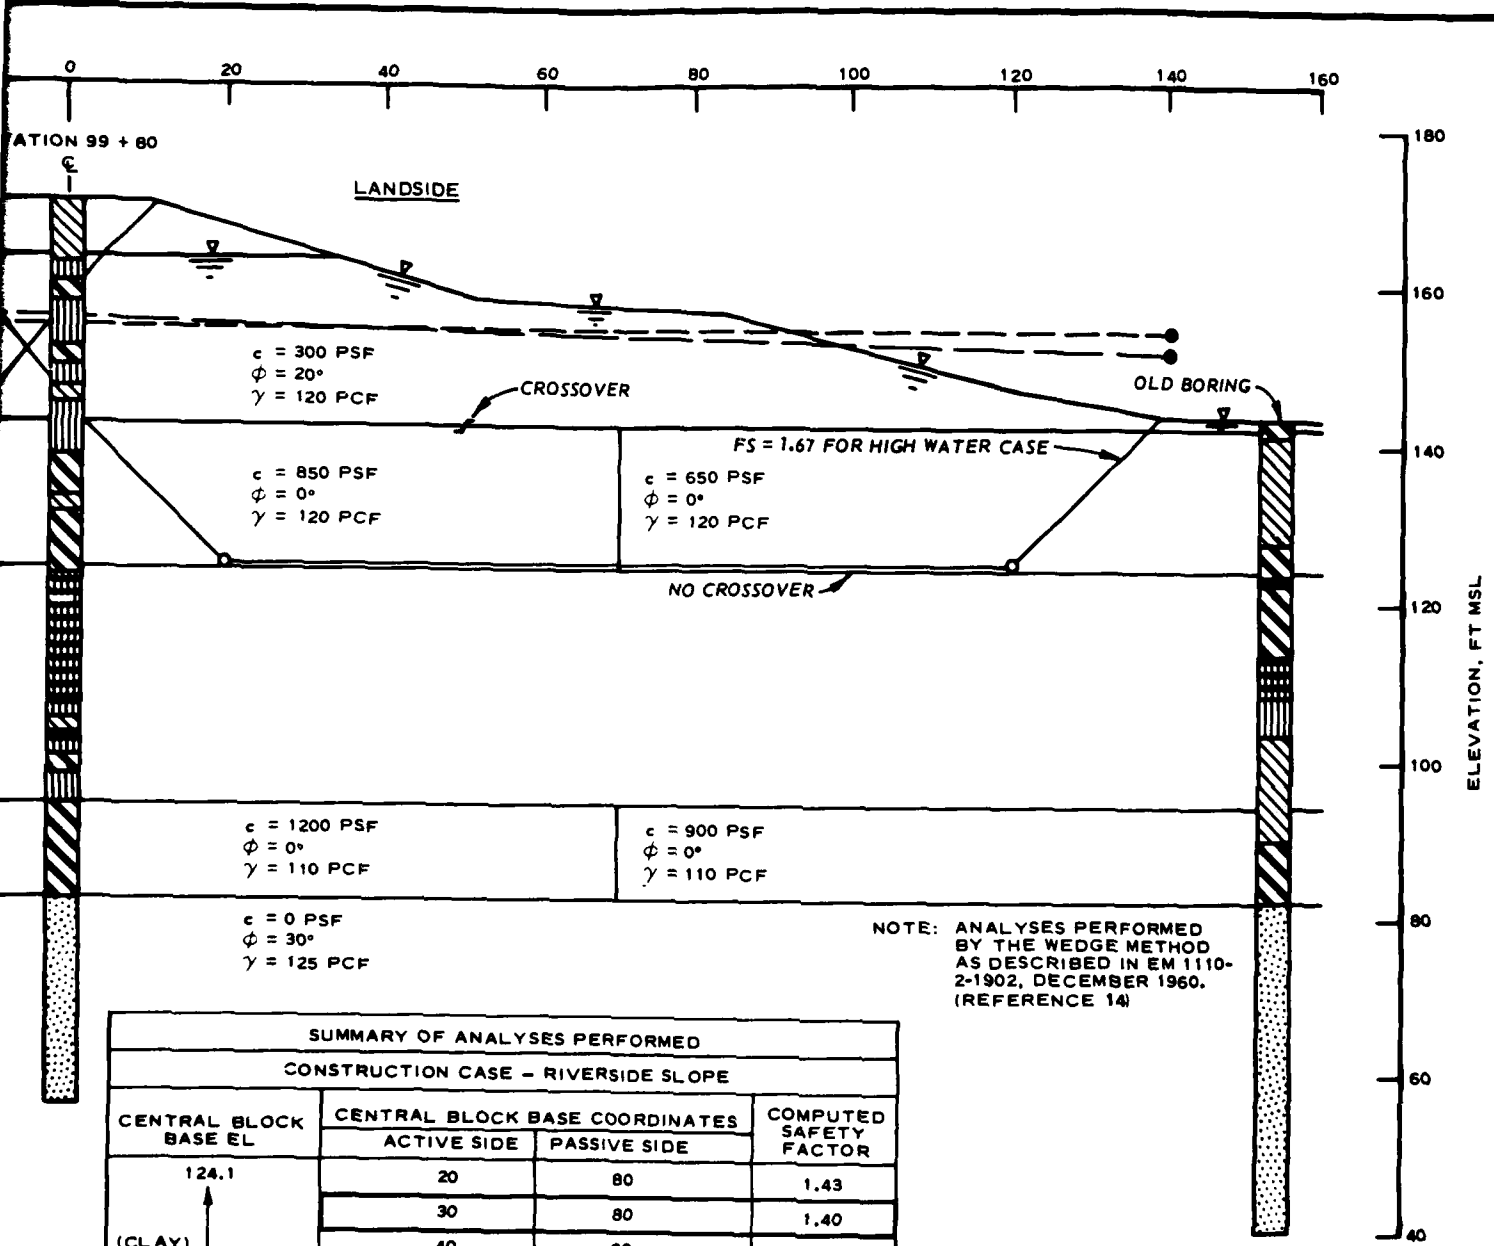 0 20 40 60 80 100 120 140 160
ATION 99 + 80
℄
LANDSIDE
180
160
140
120
100
80
60
40
ELEVATION, FT MSL
c = 300 PSF
φ = 20°
γ = 120 PCF
CROSSOVER
OLD BORING
FS = 1.67 FOR HIGH WATER CASE
c = 850 PSF
φ = 0°
γ = 120 PCF
c = 650 PSF
φ = 0°
γ = 120 PCF
NO CROSSOVER
c = 1200 PSF
φ = 0°
γ = 110 PCF
c = 900 PSF
φ = 0°
γ = 110 PCF
c = 0 PSF
φ = 30°
γ = 125 PCF
NOTE: ANALYSES PERFORMED
BY THE WEDGE METHOD
AS DESCRIBED IN EM 1110-
2-1902, DECEMBER 1960.
(REFERENCE 14)
SUMMARY OF ANALYSES PERFORMED
CONSTRUCTION CASE – RIVERSIDE SLOPE
CENTRAL BLOCK
BASE EL
CENTRAL BLOCK BASE COORDINATES
ACTIVE SIDE PASSIVE SIDE
COMPUTED
SAFETY
FACTOR
124.1 20 80 1.43
30 80 1.40
(CLAY) 40